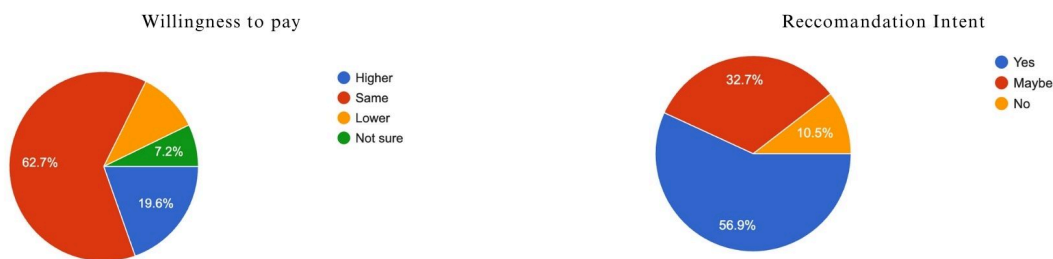 Willingness to pay
Higher
Same
Lower
Not sure
62.7%
7.2%
19.6%
Reccomandation Intent
Yes
Maybe
No
32.7%
10.5%
56.9%